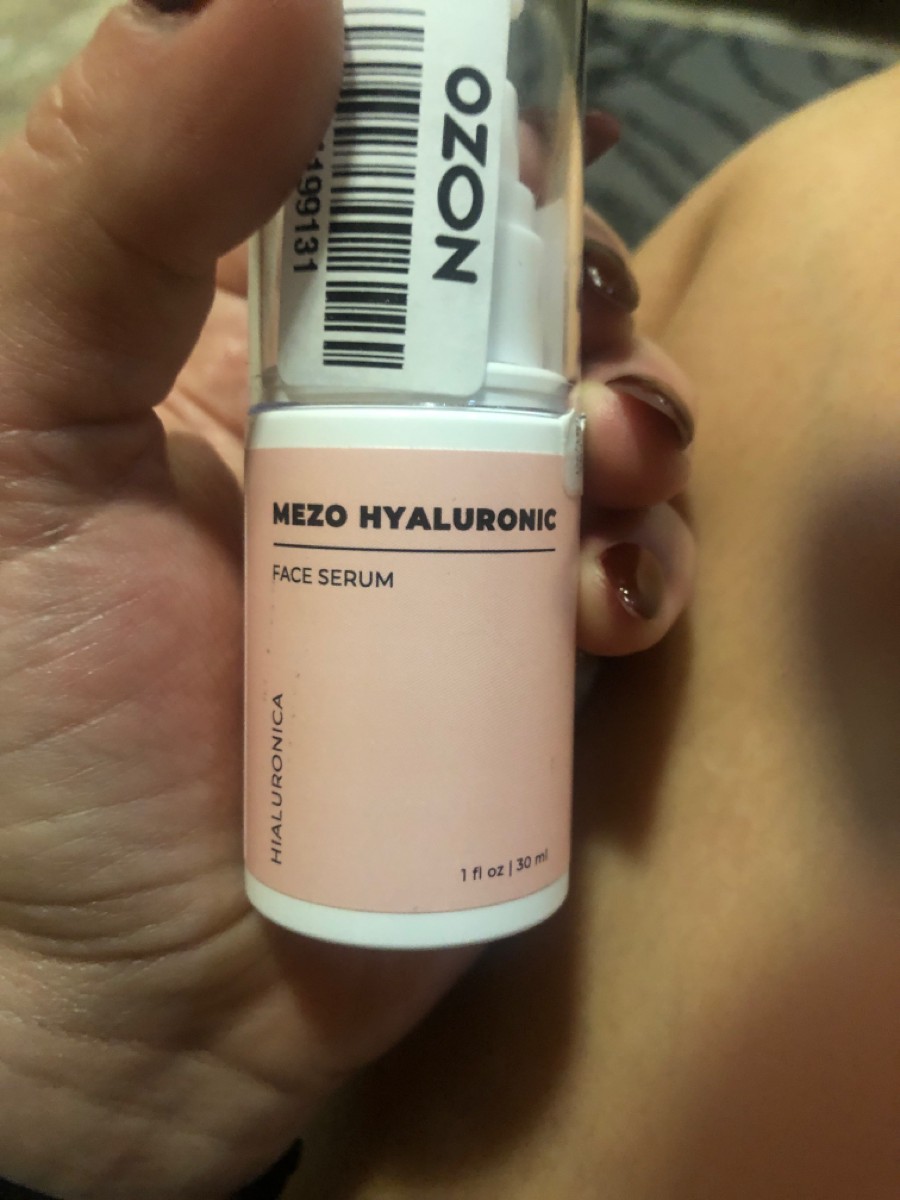 OZON
199131
MEZO HYALURONIC
FACE SERUM
HIALURONICA
1 fl oz | 30 ml